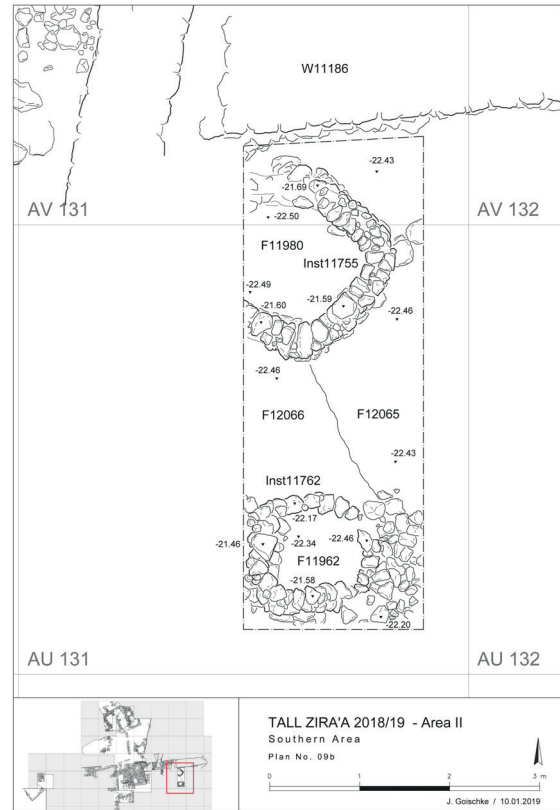 W11186
-22.43
-21.69
AV 131
AV 132
-22.50
F11980
Inst11755
-22.49
-21.60
-21.59
-22.46
-22.46
F12066
F12065
-22.43
Inst11762
-22.17
-21.46
-22.34
-22.46
F11962
-21.58
-22.20
AU 131
AU 132
TALL ZIRA'A 2018/19 - Area II
Southern Area
Plan No. 09b
0 1 2 3 m
J. Goischke / 10.01.2019